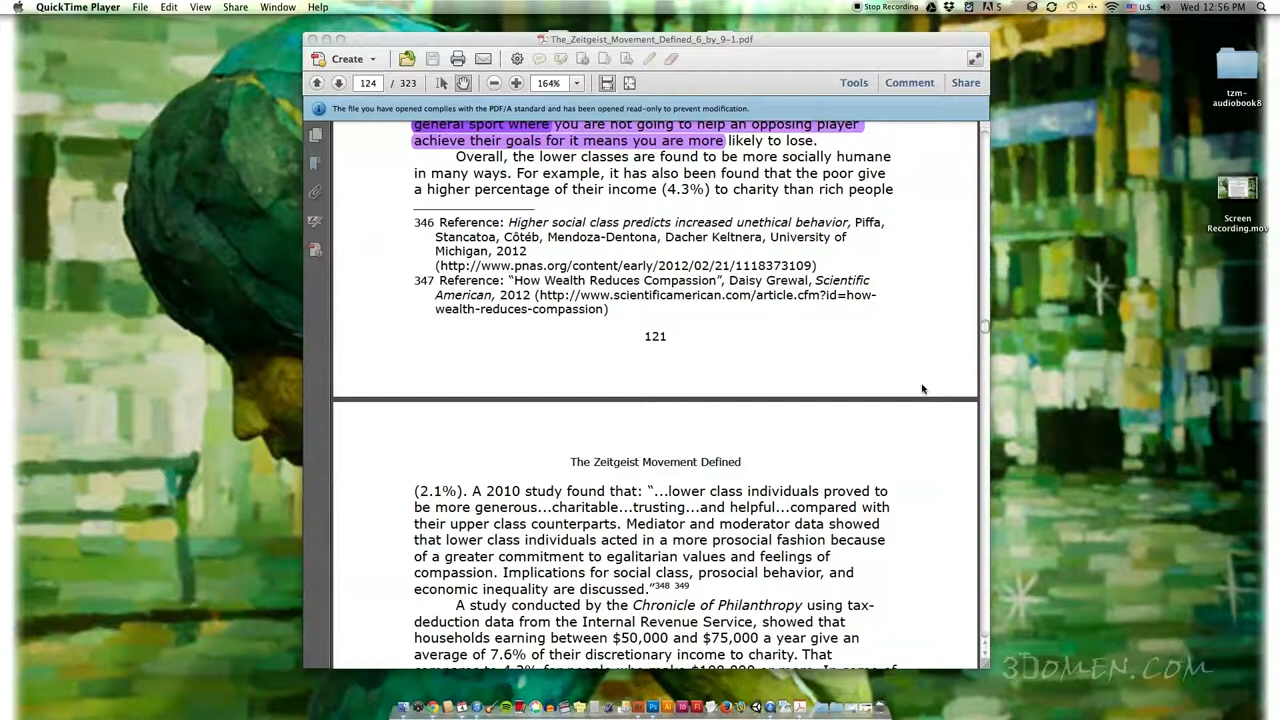 QuickTime Player File Edit View Share Window Help
Stop Recording
5
U.S.
Wed 12:56 PM
The_Zeitgeist_Movement_Defined_6_by_9-1.pdf
Create
124 / 323
164%
Tools Comment Share
The file you have opened complies with the PDF/A standard and has been opened read-only to prevent modification.
general sport where you are not going to help an opposing player
achieve their goals for it means you are more likely to lose.
Overall, the lower classes are found to be more socially humane
in many ways. For example, it has also been found that the poor give
a higher percentage of their income (4.3%) to charity than rich people
346 Reference: Higher social class predicts increased unethical behavior, Piffa,
Stancatoa, Côtéb, Mendoza-Dentona, Dacher Keltnera, University of
Michigan, 2012
(http://www.pnas.org/content/early/2012/02/21/1118373109)
347 Reference: “How Wealth Reduces Compassion”, Daisy Grewal, Scientific
American, 2012 (http://www.scientificamerican.com/article.cfm?id=how-
wealth-reduces-compassion)
121
The Zeitgeist Movement Defined
(2.1%). A 2010 study found that: “...lower class individuals proved to
be more generous...charitable...trusting...and helpful...compared with
their upper class counterparts. Mediator and moderator data showed
that lower class individuals acted in a more prosocial fashion because
of a greater commitment to egalitarian values and feelings of
compassion. Implications for social class, prosocial behavior, and
economic inequality are discussed.”348 349
A study conducted by the Chronicle of Philanthropy using tax-
deduction data from the Internal Revenue Service, showed that
households earning between $50,000 and $75,000 a year give an
average of 7.6% of their discretionary income to charity. That
tzm-
audiobook8
Screen
Recording.mov
3DOMEN.COM